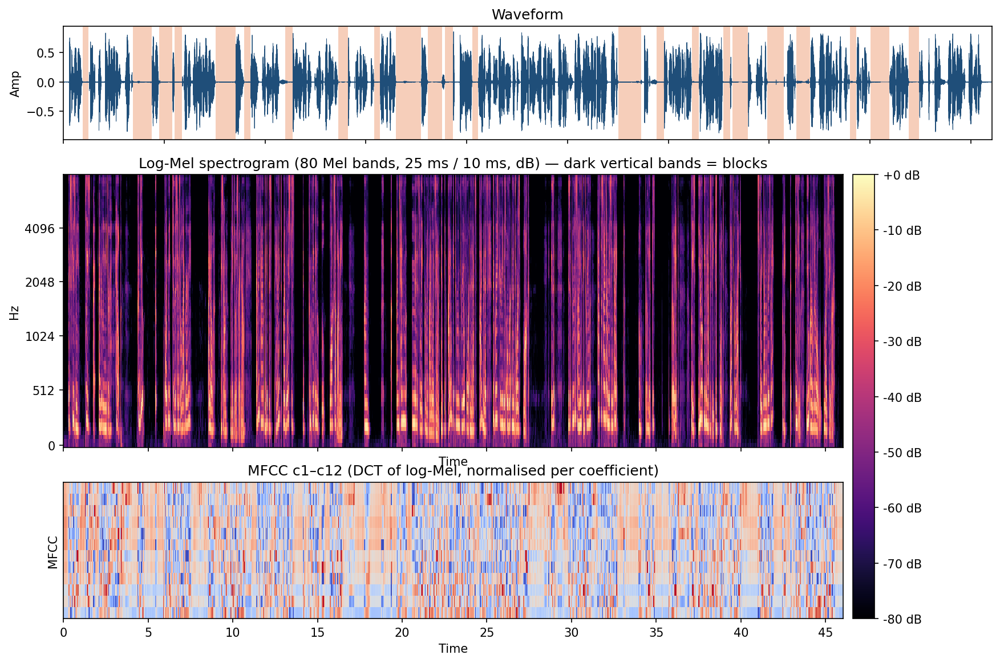 Waveform
Amp
0.5
0.0
−0.5
Log-Mel spectrogram (80 Mel bands, 25 ms / 10 ms, dB) — dark vertical bands = blocks
Hz
4096
2048
1024
512
0
Time
+0 dB
-10 dB
-20 dB
-30 dB
-40 dB
-50 dB
-60 dB
-70 dB
-80 dB
MFCC c1–c12 (DCT of log-Mel, normalised per coefficient)
MFCC
0 5 10 15 20 25 30 35 40 45
Time